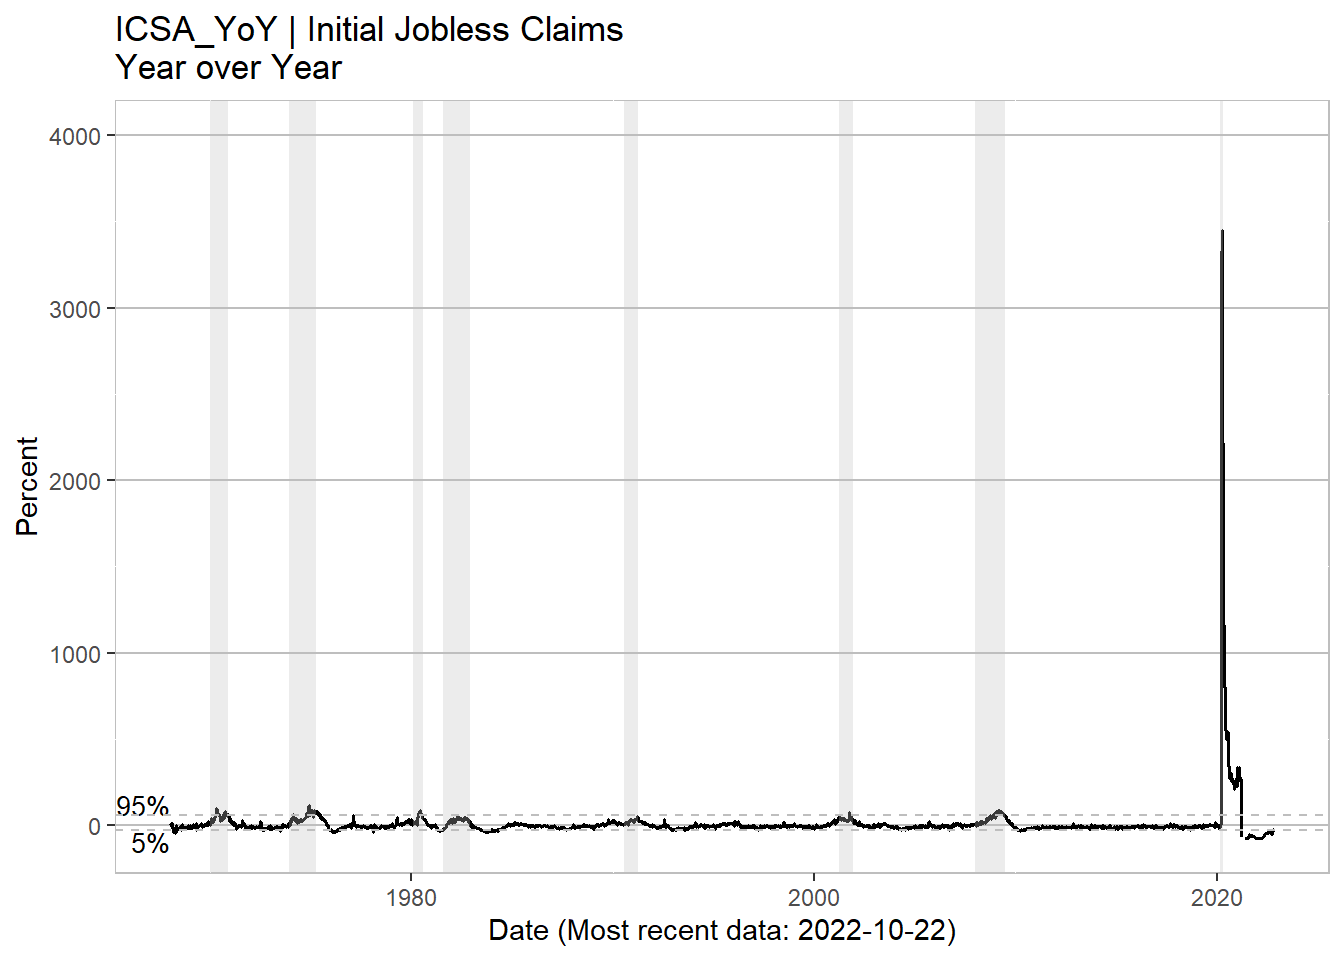 ICSA_YoY | Initial Jobless Claims
Year over Year
4000
3000
2000
1000
0
95%
5%
Percent
1980
2000
2020
Date (Most recent data: 2022-10-22)